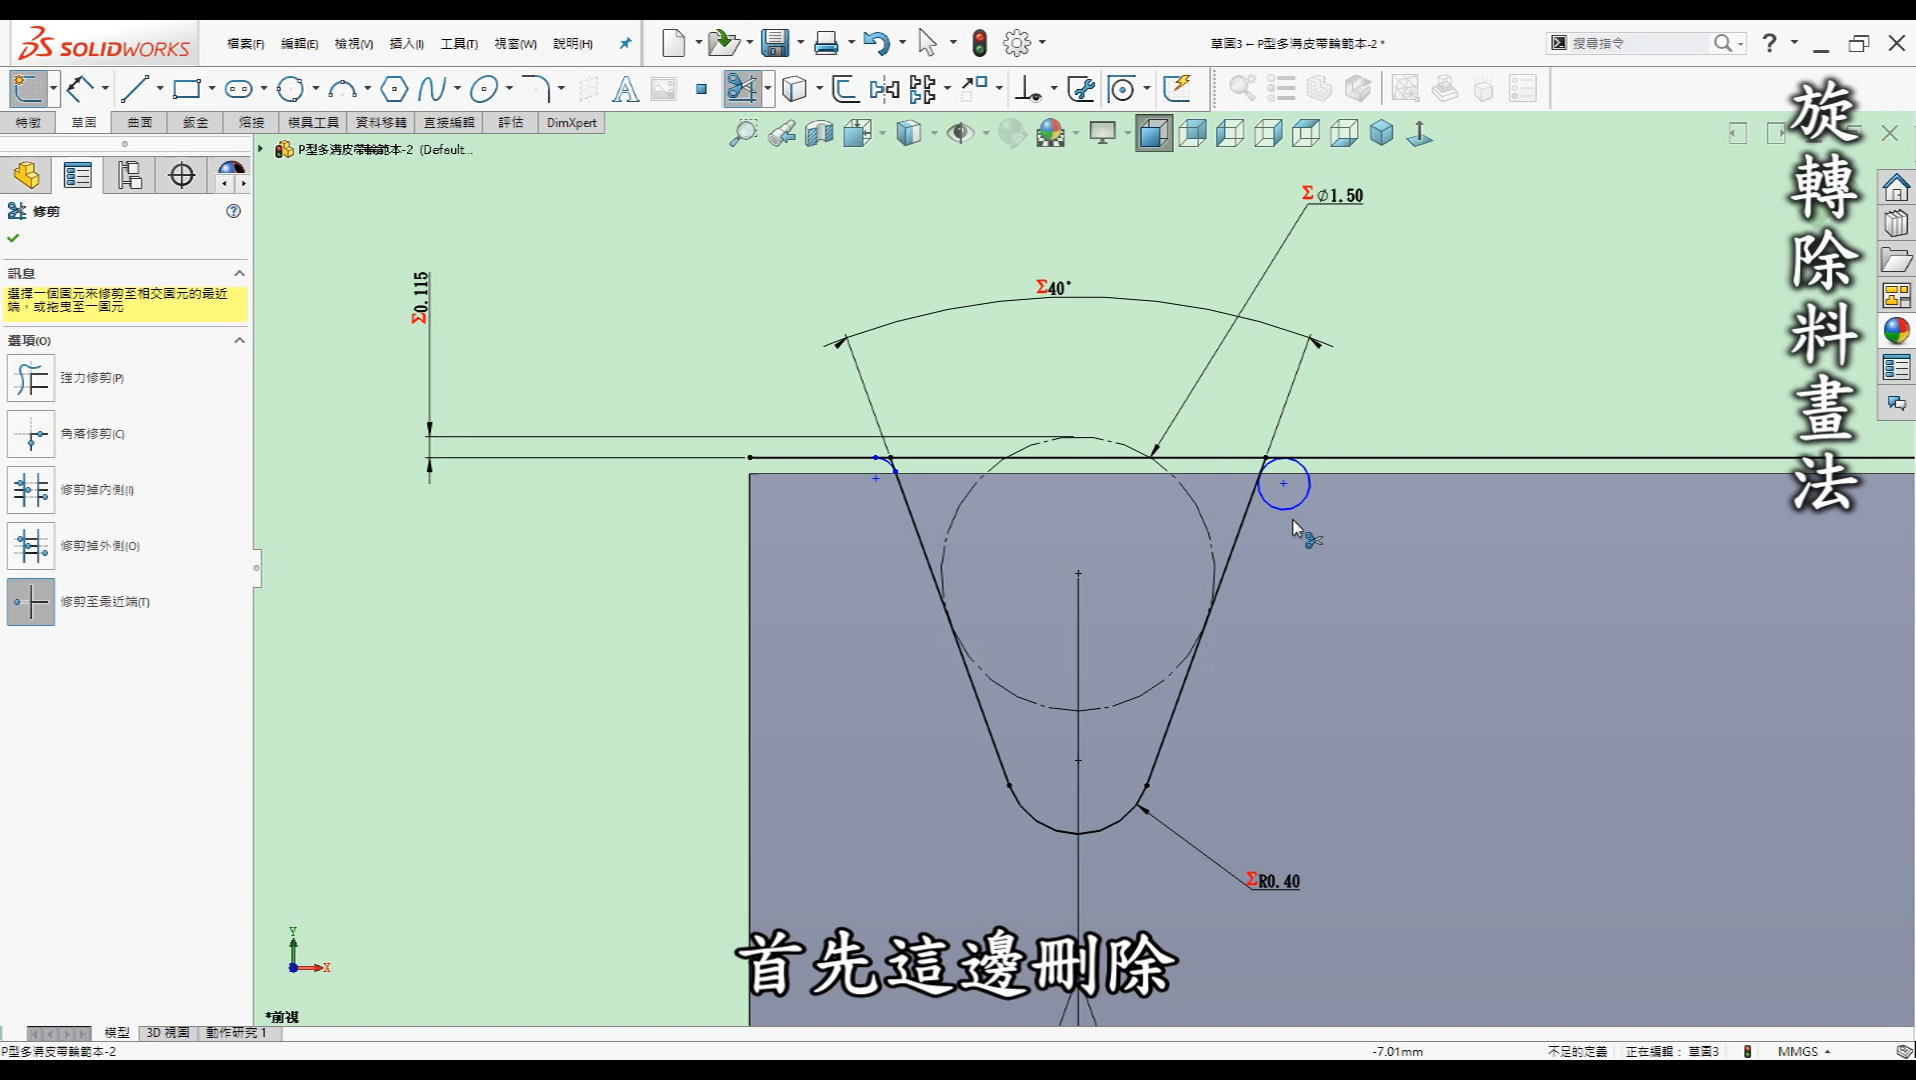 SOLIDWORKS
檔案(F) 編輯(E) 檢視(V) 插入(I) 工具(T) 視窗(W) 說明(H)
草圖3 – P型多溝皮帶輪範本-2 *
搜尋指令
特徵 草圖 曲面 鈑金 熔接 模具工具 資料移轉 直接編輯 評估 DimXpert
P型多溝皮帶輪範本-2 (Default...
修剪
訊息
選擇一個圖元來修剪至相交圖元的最近
端，或拖曳至一圖元
選項(O)
強力修剪(P)
角落修剪(C)
修剪掉內側(I)
修剪掉外側(O)
修剪至最近端(T)
Σ0.115
Σ40°
Σ∅1.50
ΣR0.40
旋轉除料畫法
首先這邊刪除
Y
X
*前視
模型 3D 視圖 動作研究 1
P型多溝皮帶輪範本-2
-7.01mm 不足的定義 正在編輯： 草圖3 MMGS